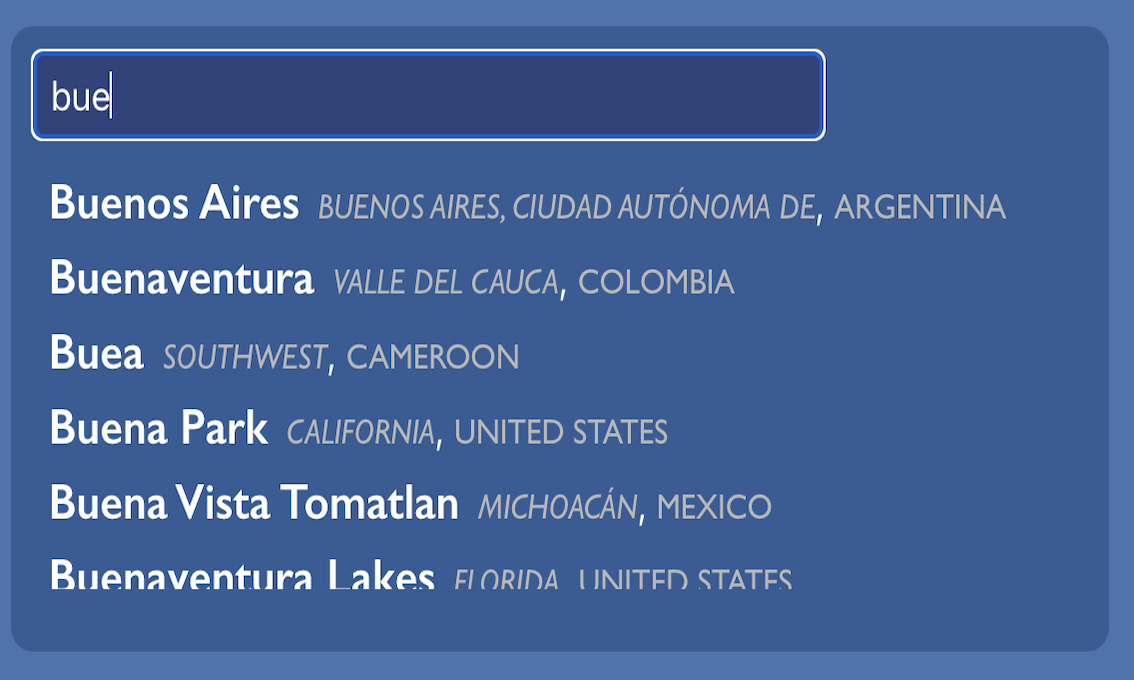 bue
Buenos Aires BUENOS AIRES, CIUDAD AUTÓNOMA DE, ARGENTINA
Buenaventura VALLE DEL CAUCA, COLOMBIA
Buea SOUTHWEST, CAMEROON
Buena Park CALIFORNIA, UNITED STATES
Buena Vista Tomatlan MICHOACÁN, MEXICO
Buenaventura Lakes FLORIDA, UNITED STATES